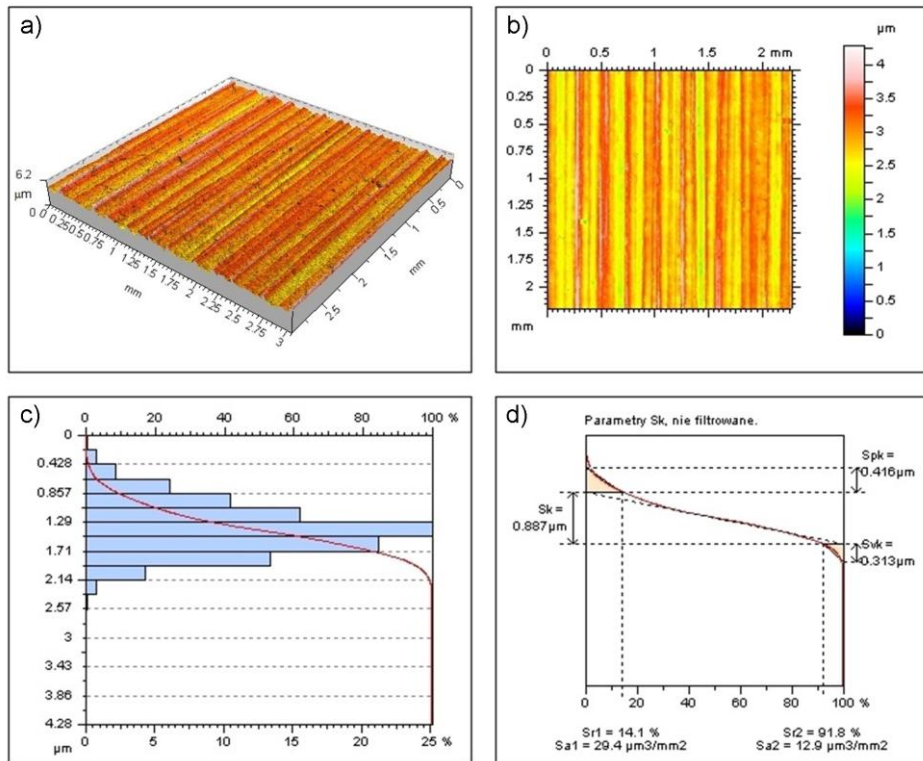 a)
6.2
μm
0 0 0.25 0.5 0.75 1 1.25 1.5 1.75 2 2.25 2.5 2.75 3
mm
0 0.5 1 1.5 2 2.5
mm
b)
0 0.5 1 1.5 2 mm
0
0.25
0.5
0.75
1
1.25
1.5
1.75
2
mm
μm
4
3.5
3
2.5
2
1.5
1
0.5
0
c)
0 20 40 60 80 100 %
0
0.428
0.857
1.29
1.71
2.14
2.57
3
3.43
3.86
4.28
μm
0 5 10 15 20 25 %
d)
Parametry Sk, nie filtrowane.
Spk =
0.416μm
Sk =
0.887μm
Svk =
0.313μm
0 20 40 60 80 100 %
Sr1 = 14.1 % Sr2 = 91.8 %
Sa1 = 29.4 μm3/mm2 Sa2 = 12.9 μm3/mm2